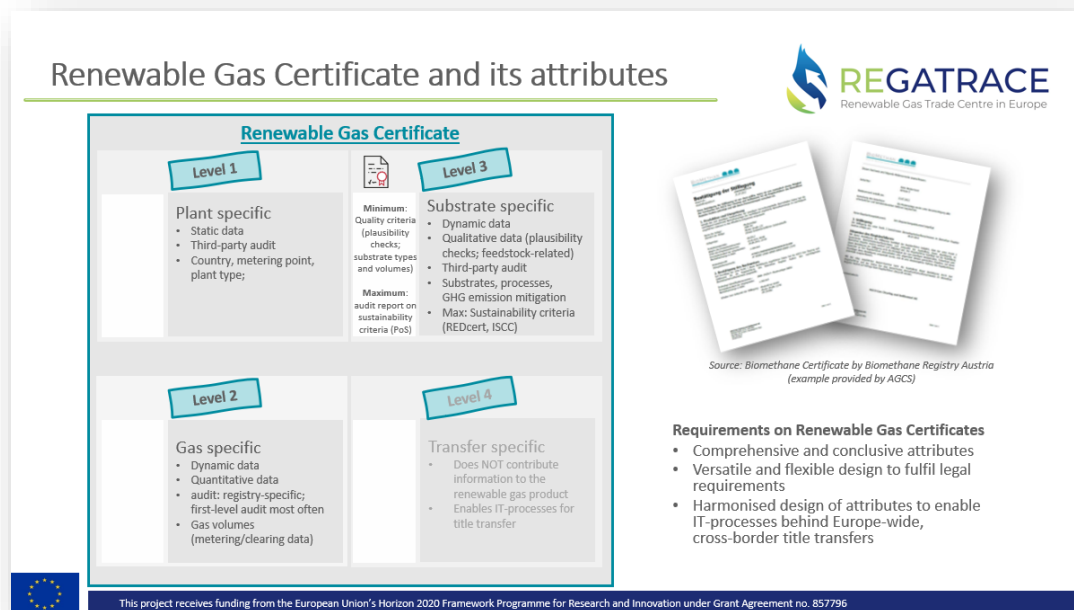 Renewable Gas Certificate and its attributes
REGATRACE
Renewable Gas Trade Centre in Europe
Renewable Gas Certificate
Level 1
Plant specific
• Static data
• Third-party audit
• Country, metering point,
plant type;
Minimum:
Quality criteria
(plausibility
checks;
substrate types
and volumes)
Maximum:
audit report on
sustainability
criteria (PoS)
Level 3
Substrate specific
• Dynamic data
• Qualitative data (plausibility
checks; feedstock-related)
• Third-party audit
• Substrates, processes,
GHG emission mitigation
• Max: Sustainability criteria
(REDcert, ISCC)
Level 2
Gas specific
• Dynamic data
• Quantitative data
• audit: registry-specific;
first-level audit most often
• Gas volumes
(metering/clearing data)
Level 4
Transfer specific
• Does NOT contribute
information to the
renewable gas product
• Enables IT-processes for
title transfer
Bestätigung der Stilllegung
Source: Biomethane Certificate by Biomethane Registry Austria
(example provided by AGCS)
Requirements on Renewable Gas Certificates
• Comprehensive and conclusive attributes
• Versatile and flexible design to fulfil legal
requirements
• Harmonised design of attributes to enable
IT-processes behind Europe-wide,
cross-border title transfers
This project receives funding from the European Union's Horizon 2020 Framework Programme for Research and Innovation under Grant Agreement no. 857796